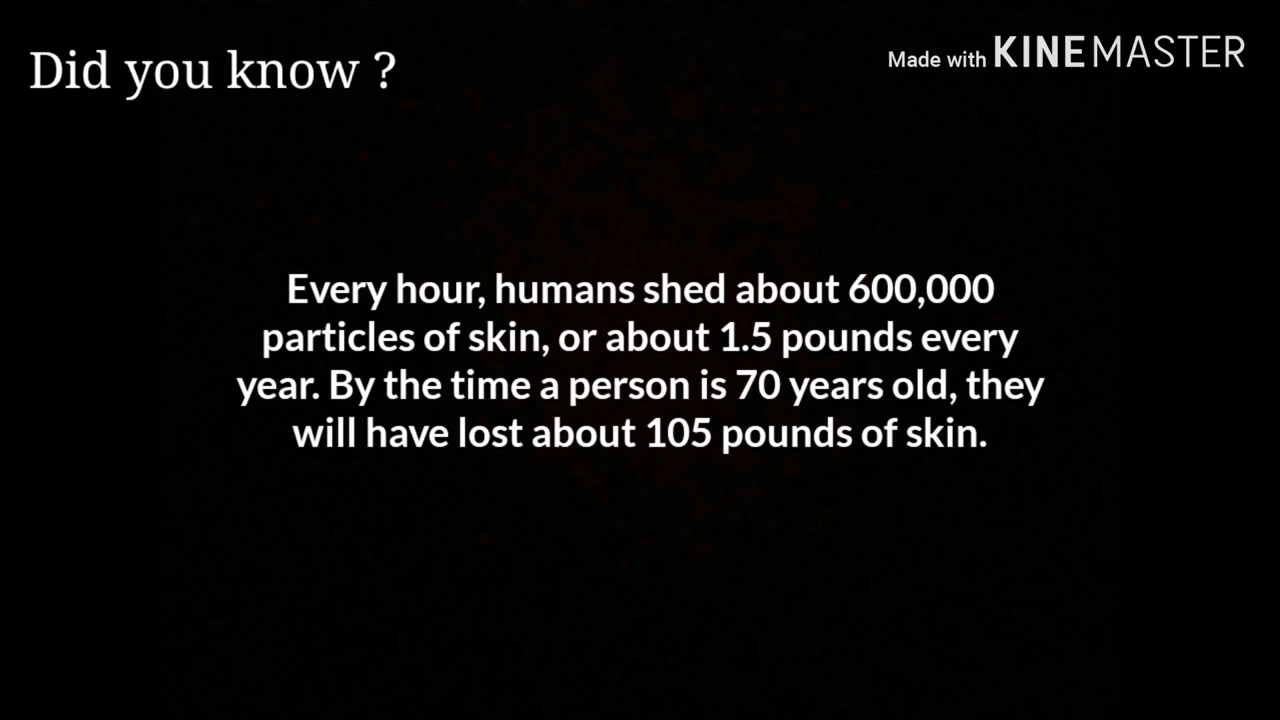 Did you know ?
Made with KINEMASTER
Every hour, humans shed about 600,000
particles of skin, or about 1.5 pounds every
year. By the time a person is 70 years old, they
will have lost about 105 pounds of skin.